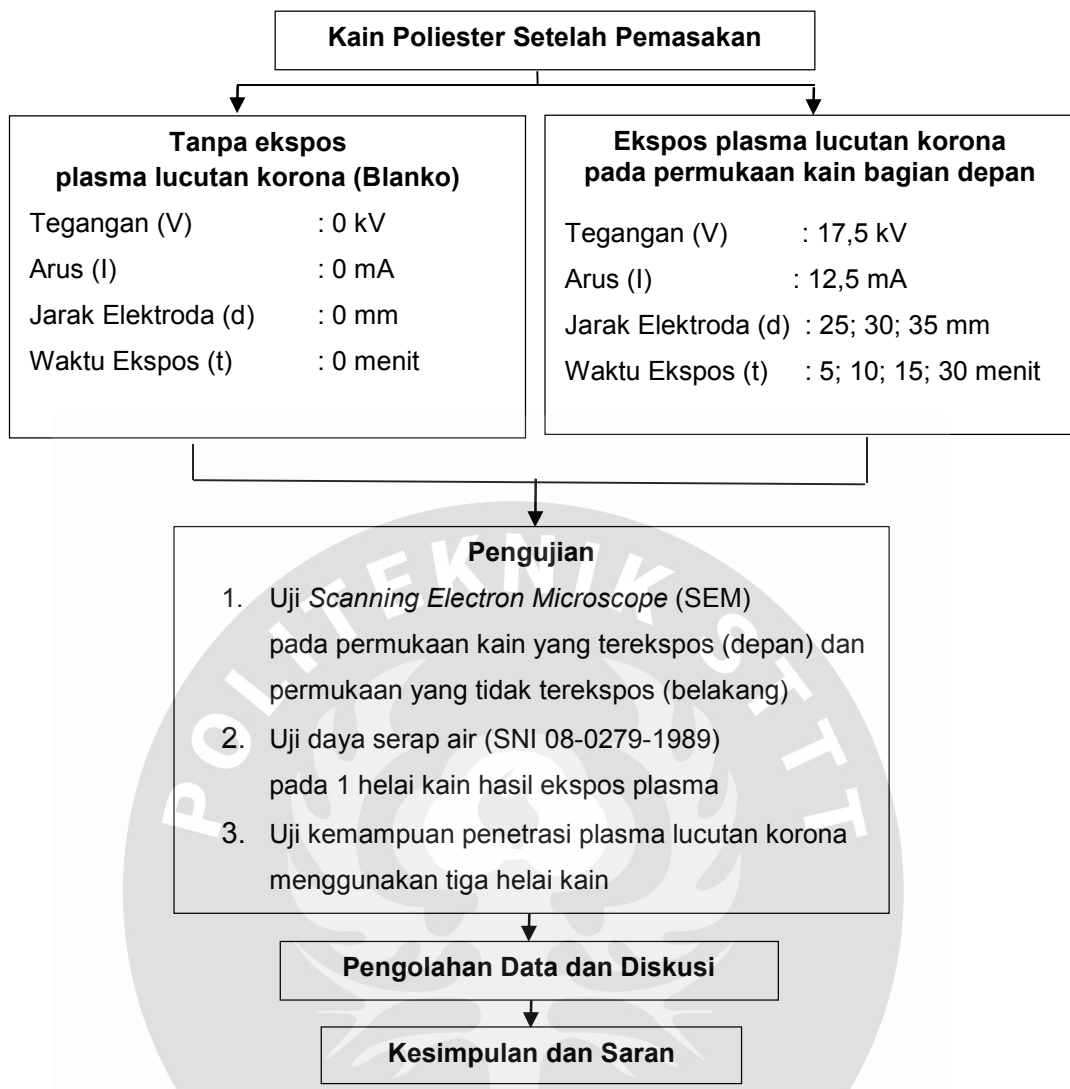 Kain Poliester Setelah Pemasakan
Tanpa ekspos
plasma lucutan korona (Blanko)
Tegangan (V) : 0 kV
Arus (I) : 0 mA
Jarak Elektroda (d) : 0 mm
Waktu Ekspos (t) : 0 menit
Ekspos plasma lucutan korona
pada permukaan kain bagian depan
Tegangan (V) : 17,5 kV
Arus (I) : 12,5 mA
Jarak Elektroda (d) : 25; 30; 35 mm
Waktu Ekspos (t) : 5; 10; 15; 30 menit
Pengujian
1. Uji Scanning Electron Microscope (SEM)
pada permukaan kain yang terekspos (depan) dan
permukaan yang tidak terekspos (belakang)
2. Uji daya serap air (SNI 08-0279-1989)
pada 1 helai kain hasil ekspos plasma
3. Uji kemampuan penetrasi plasma lucutan korona
menggunakan tiga helai kain
Pengolahan Data dan Diskusi
Kesimpulan dan Saran
POLITEKNIK STTT